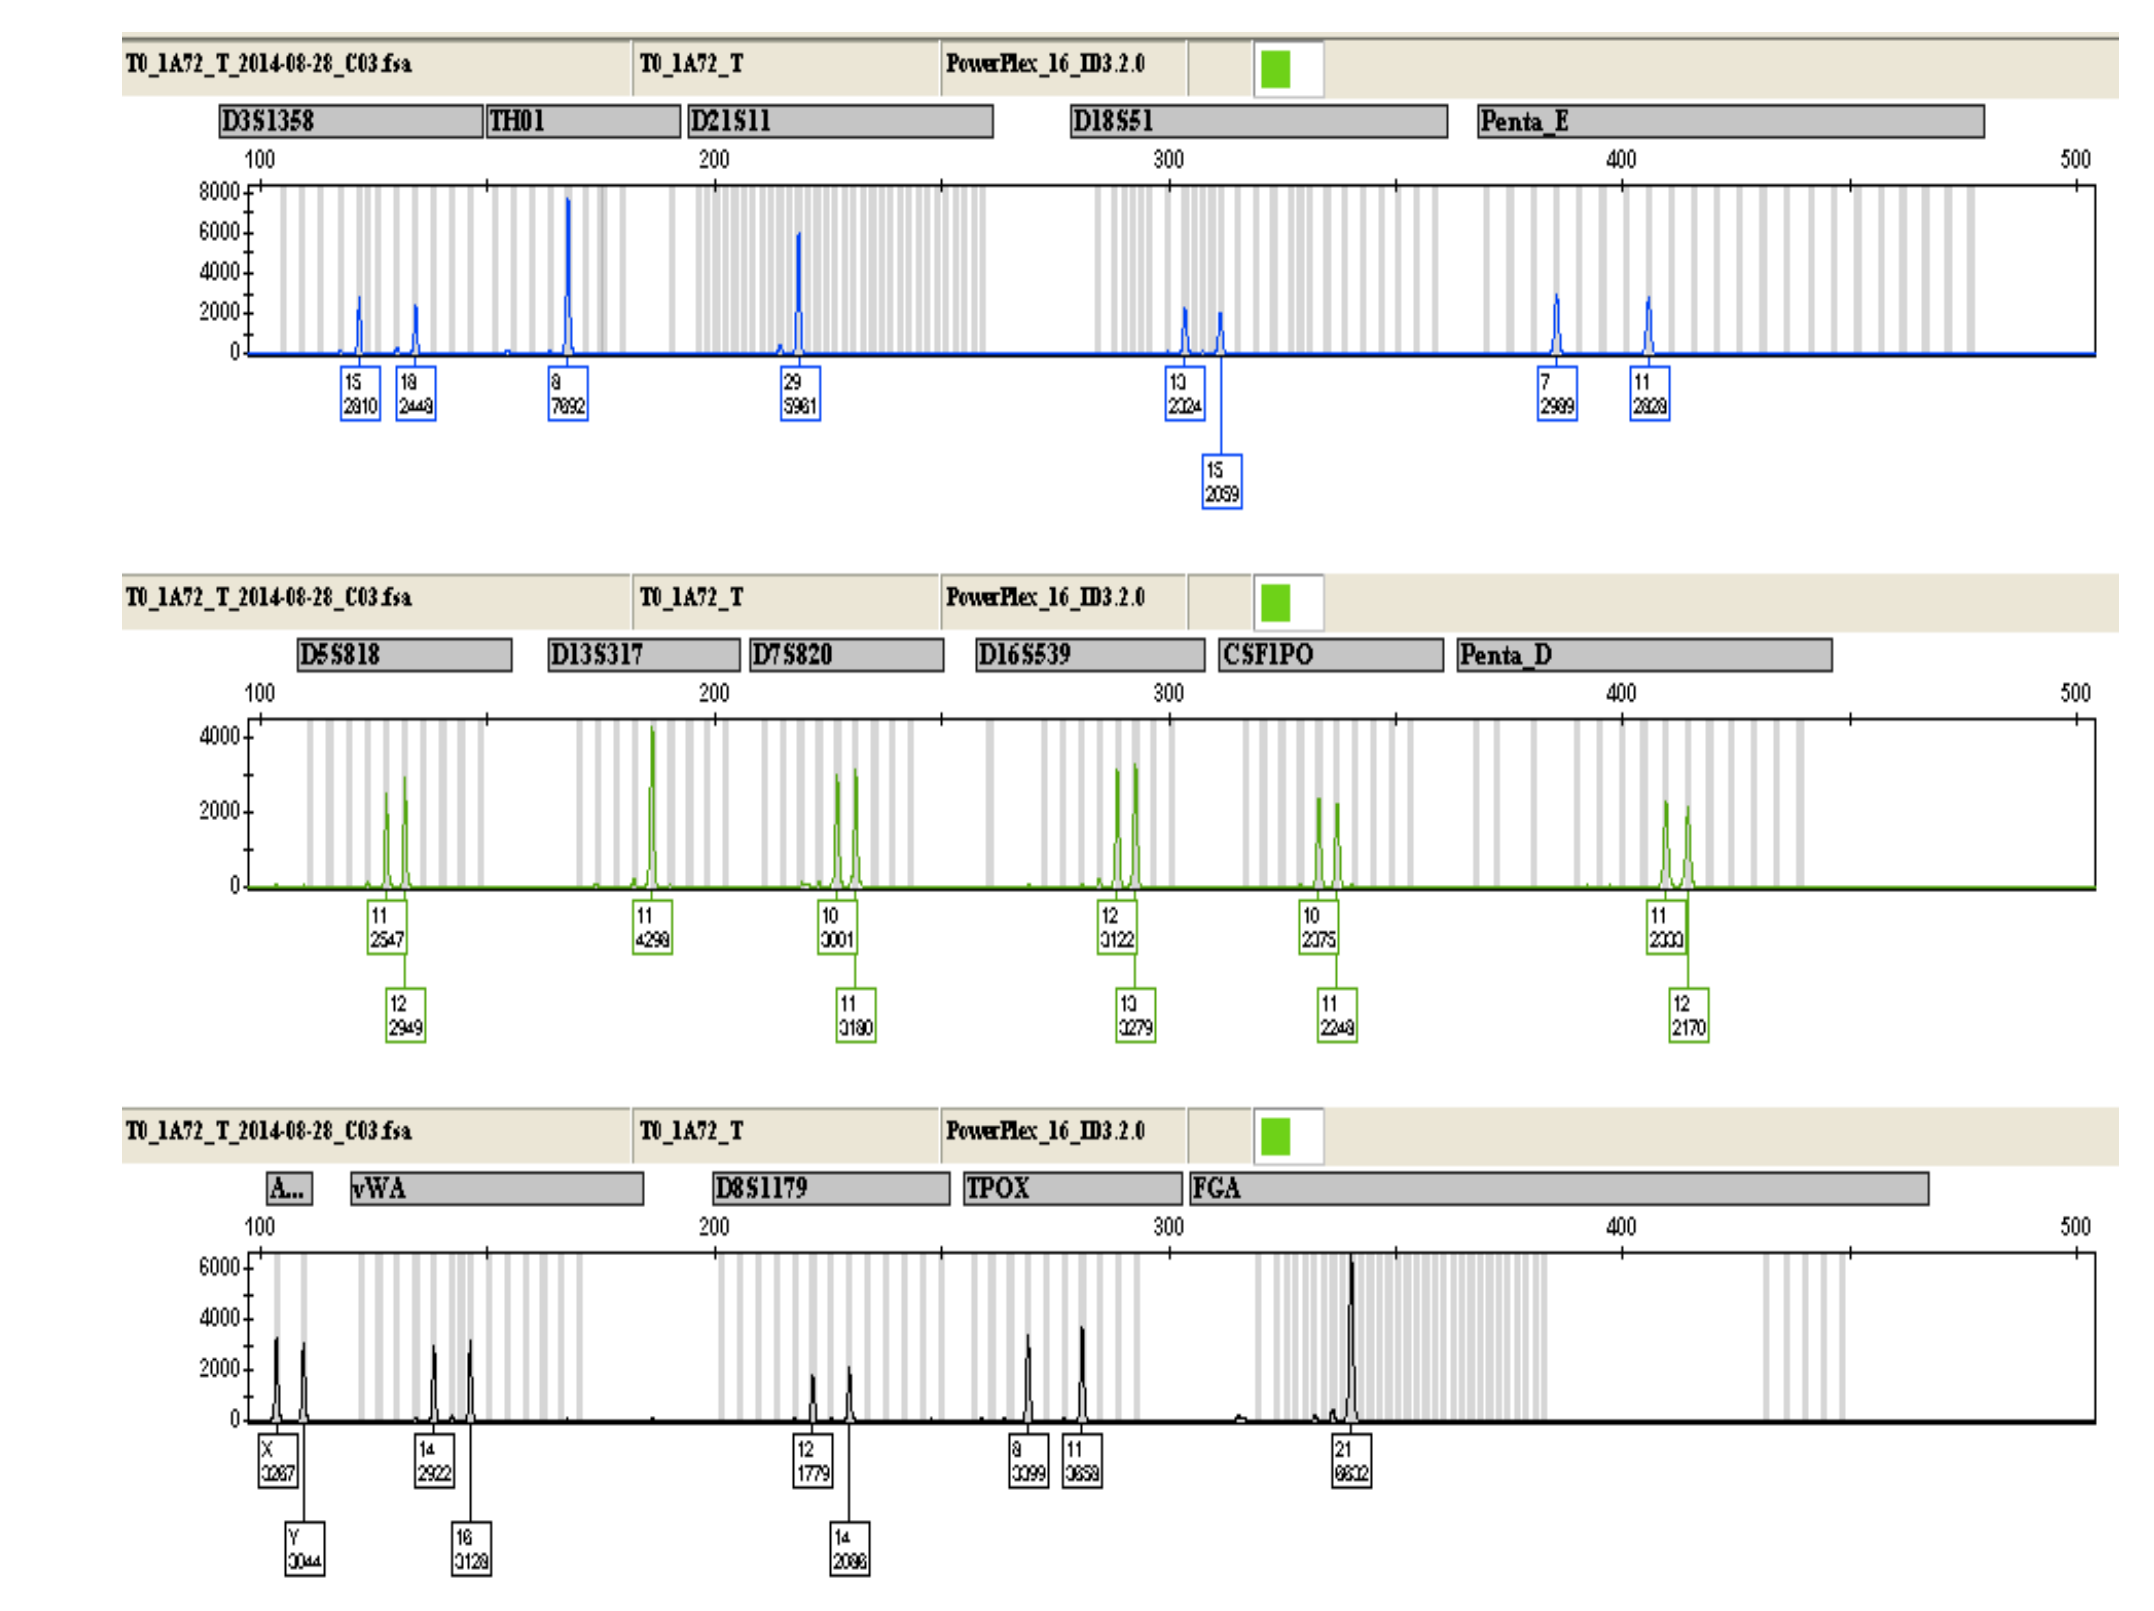 T0_1A72_T_2014-08-28_C03.fsa T0_1A72_T PowerPlex_16_ID3.2.0
D3S1358 TH01 D21S11 D18S51 Penta_E
100 200 300 400 500
8000
6000
4000
2000
0
15 18 8 29 13 7 11
2810 2448 7692 5961 2324 2989 2828
15
2059
T0_1A72_T_2014-08-28_C03.fsa T0_1A72_T PowerPlex_16_ID3.2.0
D5S818 D13S317 D7S820 D16S539 CSF1PO Penta_D
100 200 300 400 500
4000
2000
0
11 11 10 12 10 11
2547 4298 3001 3122 2375 2333
12 11 13 11 12
2949 3180 3279 2248 2170
T0_1A72_T_2014-08-28_C03.fsa T0_1A72_T PowerPlex_16_ID3.2.0
A... vWA D8S1179 TPOX FGA
100 200 300 400 500
6000
4000
2000
0
X 14 12 8 11 21
3267 2922 1779 3399 3658 6632
Y 16 14
3044 3128 2086